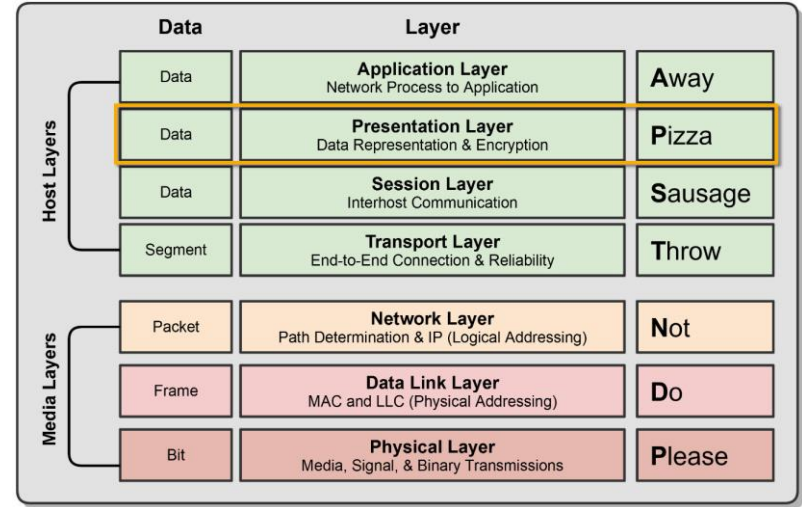 Data Layer
Host Layers
Data
Application Layer
Network Process to Application
Away
Data
Presentation Layer
Data Representation & Encryption
Pizza
Data
Session Layer
Interhost Communication
Sausage
Segment
Transport Layer
End-to-End Connection & Reliability
Throw
Media Layers
Packet
Network Layer
Path Determination & IP (Logical Addressing)
Not
Frame
Data Link Layer
MAC and LLC (Physical Addressing)
Do
Bit
Physical Layer
Media, Signal, & Binary Transmissions
Please